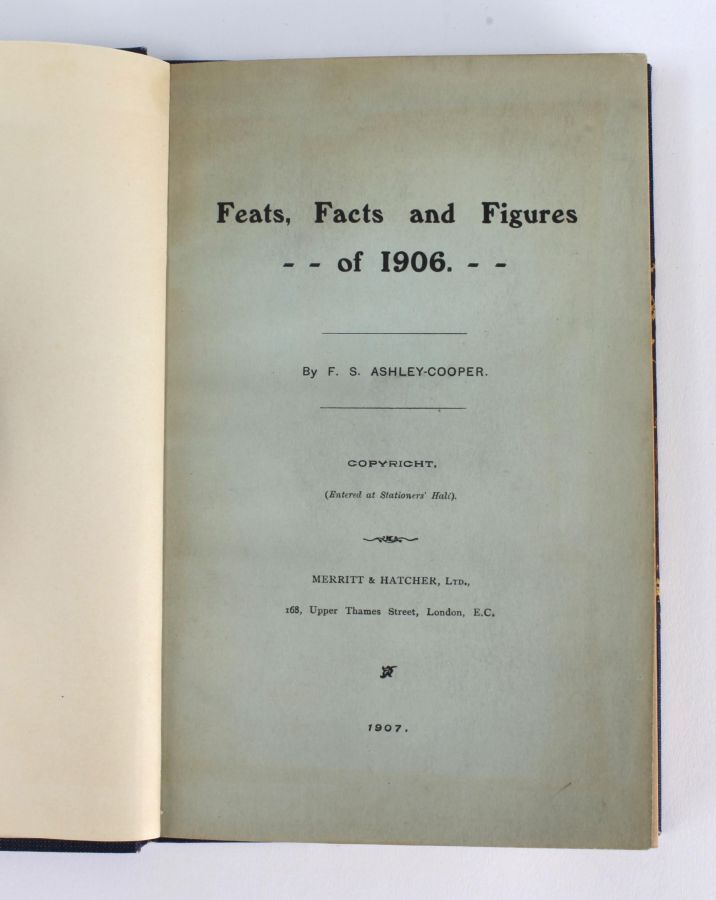 Feats, Facts and Figures
- - of 1906. - -
By F. S. ASHLEY-COOPER.
COPYRIGHT,
(Entered at Stationers' Hall).
MERRITT & HATCHER, LTD.,
168, Upper Thames Street, London, E.C.
1907.